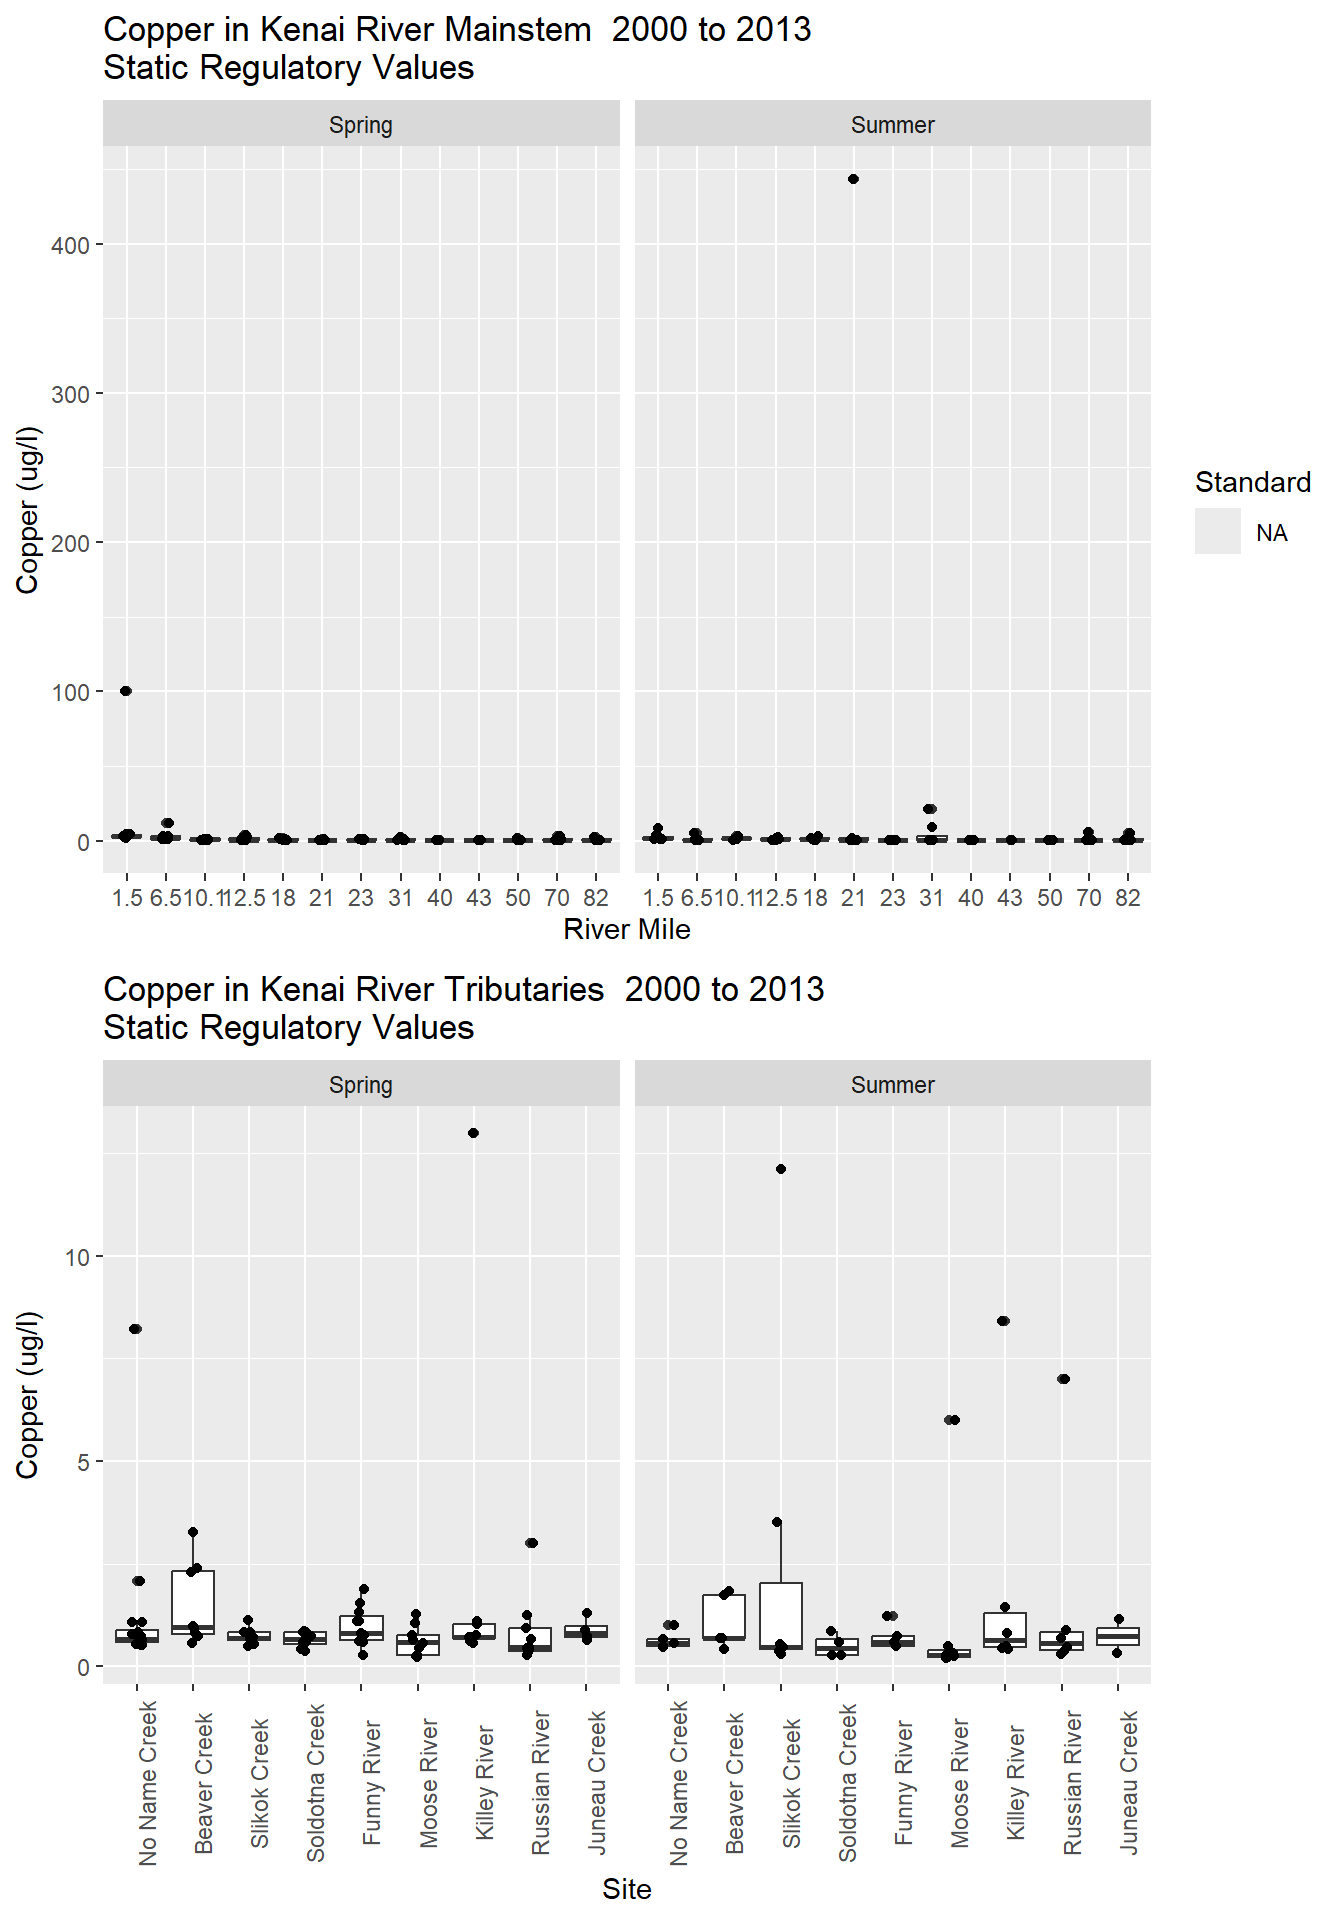 Copper in Kenai River Mainstem  2000 to 2013
Static Regulatory Values
Spring
Summer
Copper (ug/l)
400
300
200
100
0
1.5 6.5 10.1 12.5 18 21 23 31 40 43 50 70 82
1.5 6.5 10.1 12.5 18 21 23 31 40 43 50 70 82
River Mile
Standard
NA
Copper in Kenai River Tributaries  2000 to 2013
Static Regulatory Values
Spring
Summer
Copper (ug/l)
10
5
0
No Name Creek
Beaver Creek
Slikok Creek
Soldotna Creek
Funny River
Moose River
Killey River
Russian River
Juneau Creek
No Name Creek
Beaver Creek
Slikok Creek
Soldotna Creek
Funny River
Moose River
Killey River
Russian River
Juneau Creek
Site